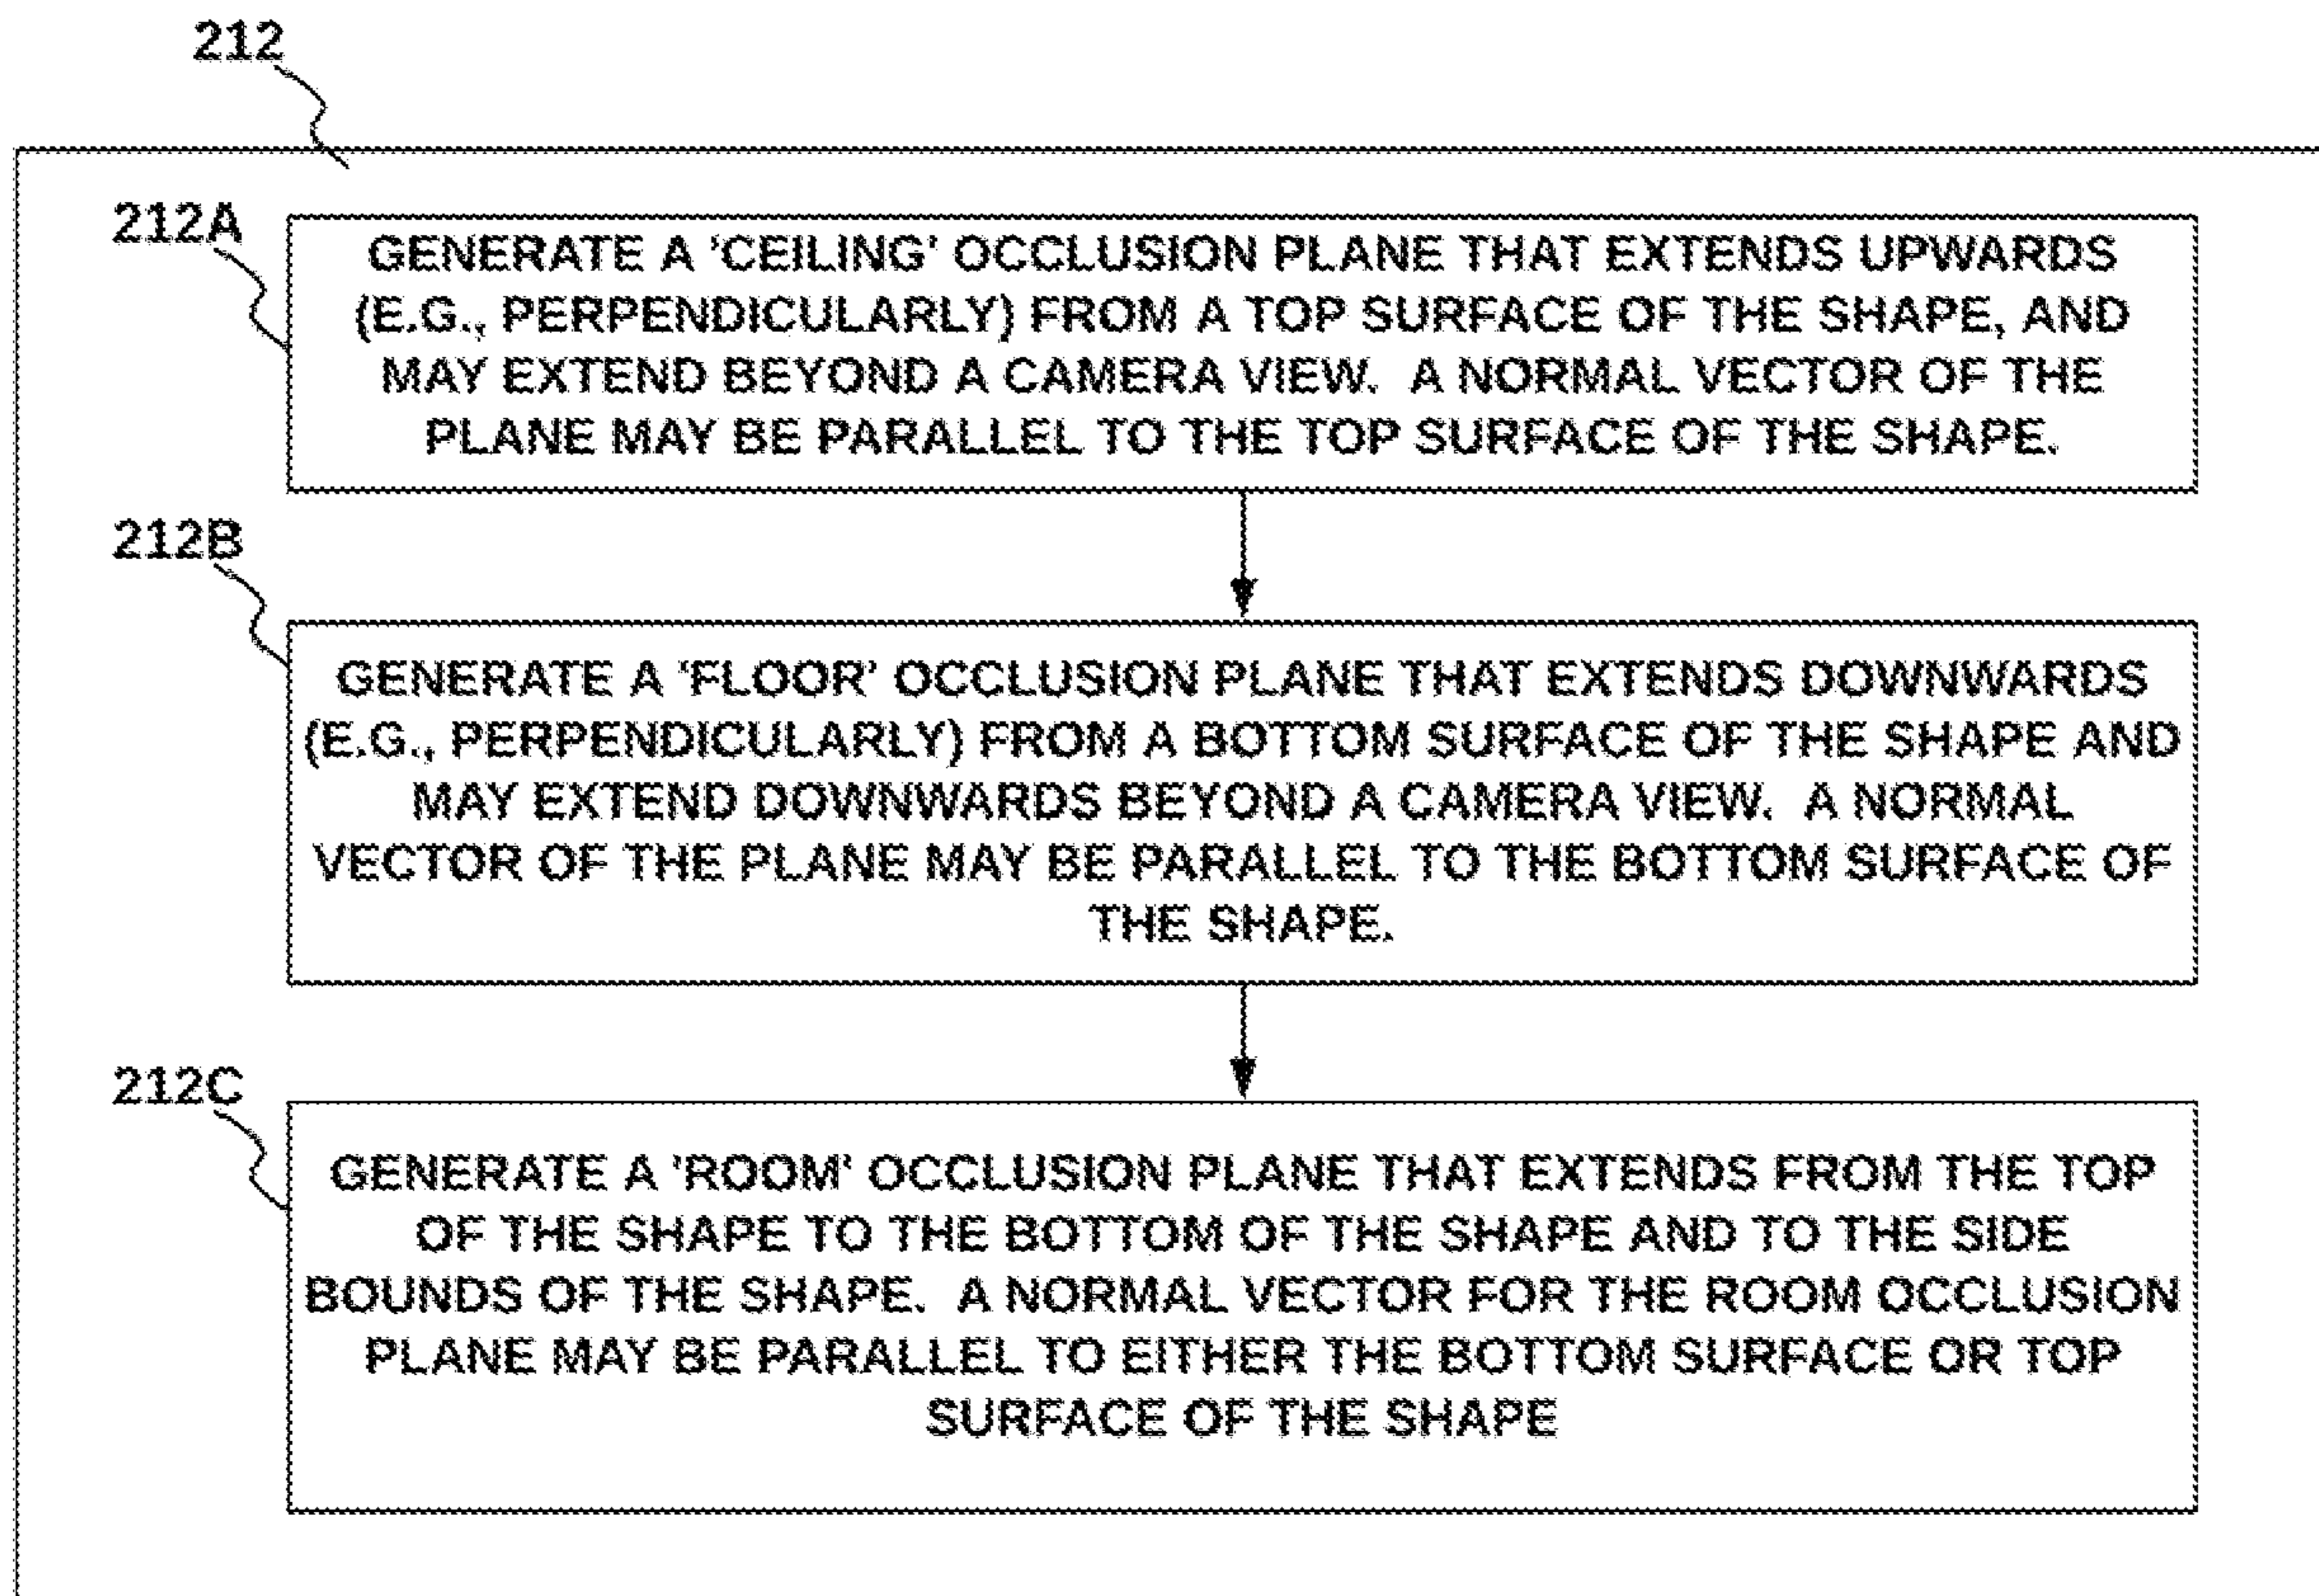 212
212A
GENERATE A 'CEILING' OCCLUSION PLANE THAT EXTENDS UPWARDS
(E.G., PERPENDICULARLY) FROM A TOP SURFACE OF THE SHAPE, AND
MAY EXTEND BEYOND A CAMERA VIEW. A NORMAL VECTOR OF THE
PLANE MAY BE PARALLEL TO THE TOP SURFACE OF THE SHAPE.
212B
GENERATE A 'FLOOR' OCCLUSION PLANE THAT EXTENDS DOWNWARDS
(E.G., PERPENDICULARLY) FROM A BOTTOM SURFACE OF THE SHAPE AND
MAY EXTEND DOWNWARDS BEYOND A CAMERA VIEW. A NORMAL
VECTOR OF THE PLANE MAY BE PARALLEL TO THE BOTTOM SURFACE OF
THE SHAPE.
212C
GENERATE A 'ROOM' OCCLUSION PLANE THAT EXTENDS FROM THE TOP
OF THE SHAPE TO THE BOTTOM OF THE SHAPE AND TO THE SIDE
BOUNDS OF THE SHAPE. A NORMAL VECTOR FOR THE ROOM OCCLUSION
PLANE MAY BE PARALLEL TO EITHER THE BOTTOM SURFACE OR TOP
SURFACE OF THE SHAPE